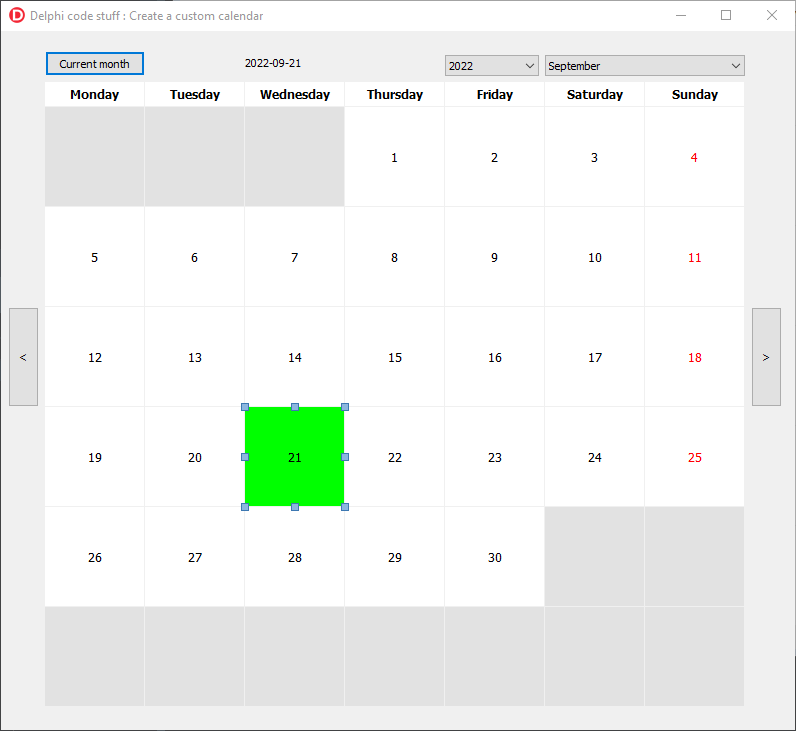 Delphi code stuff : Create a custom calendar
Current month 2022-09-21 2022 September
Monday Tuesday Wednesday Thursday Friday Saturday Sunday
1 2 3 4
5 6 7 8 9 10 11
12 13 14 15 16 17 18
< >
19 20 21 22 23 24 25
26 27 28 29 30